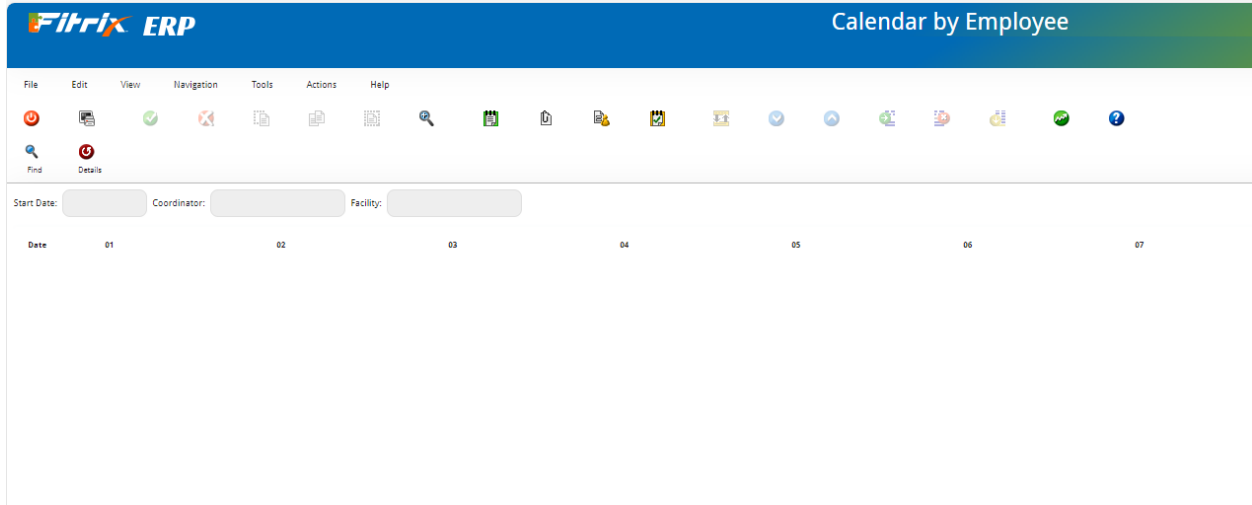 Fitrix ERP
Calendar by Employee
File Edit View Navigation Tools Actions Help
Find Details
Start Date: Coordinator: Facility:
Date 01 02 03 04 05 06 07